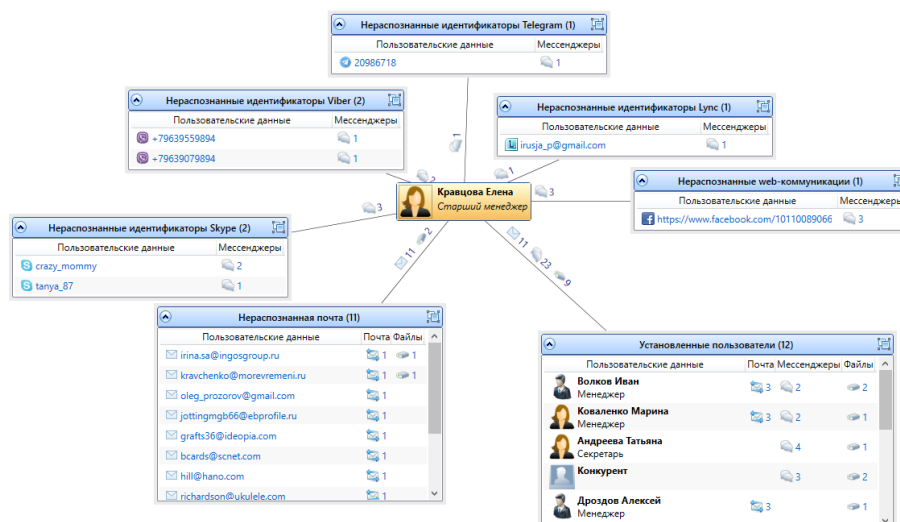 Нераспознанные идентификаторы Telegram (1)
Пользовательские данные Мессенджеры
20986718 1
Нераспознанные идентификаторы Viber (2)
Пользовательские данные Мессенджеры
+79639559894 1
+79639079894 1
Нераспознанные идентификаторы Lync (1)
Пользовательские данные Мессенджеры
irusja_p@gmail.com 1
1
2
1
3
3
Кравцова Елена
Старший менеджер
Нераспознанные web-коммуникации (1)
Пользовательские данные Мессенджеры
https://www.facebook.com/10110089066 3
Нераспознанные идентификаторы Skype (2)
Пользовательские данные Мессенджеры
crazy_mommy 2
tanya_87 1
11 2
11 23 9
Нераспознанная почта (11)
Пользовательские данные Почта Файлы
irina.sa@ingosgroup.ru 1 1
kravchenko@morevremeni.ru 1 1
oleg_prozorov@gmail.com 1
jottingmgb66@ebprofile.ru 1
grafts36@ideopia.com 1
bcards@scnet.com 1
hill@hano.com 1
richardson@ukulele.com 1
Установленные пользователи (12)
Пользовательские данные Почта Мессенджеры Файлы
Волков Иван
Менеджер
3 2 2
Коваленко Марина
Менеджер
3 2 1
Андреева Татьяна
Секретарь
4 1
Конкурент
3 2
Дроздов Алексей
Менеджер
3 1